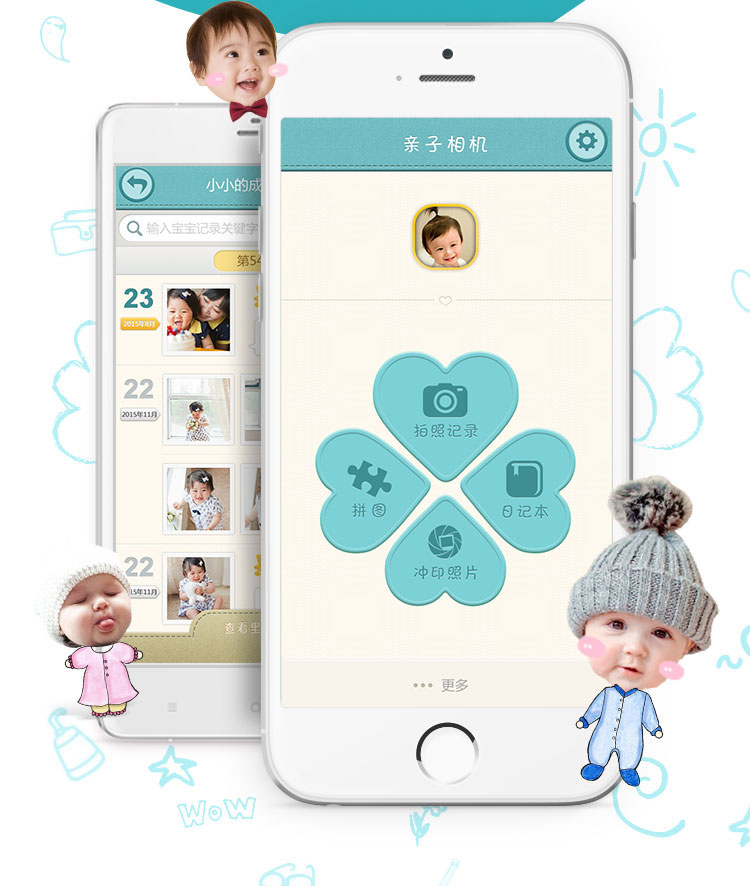 亲子相机
拍照记录
拼图
日记本
冲印照片
••• 更多
小小的成
输入宝宝记录关键字
第54
23
2015年8月
22
2015年11月
22
2015年11月
查看里
WOW